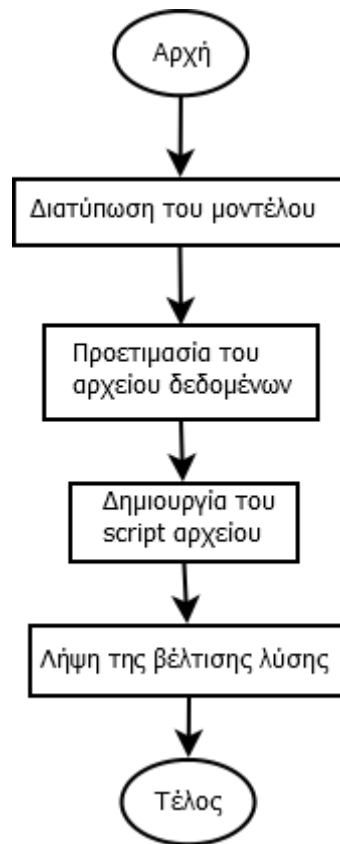 Αρχή
Διατύπωση του μοντέλου
Προετιμασία του
αρχείου δεδομένων
Δημιουργία του
script αρχείου
Λήψη της βέλτισης λύσης
Τέλος